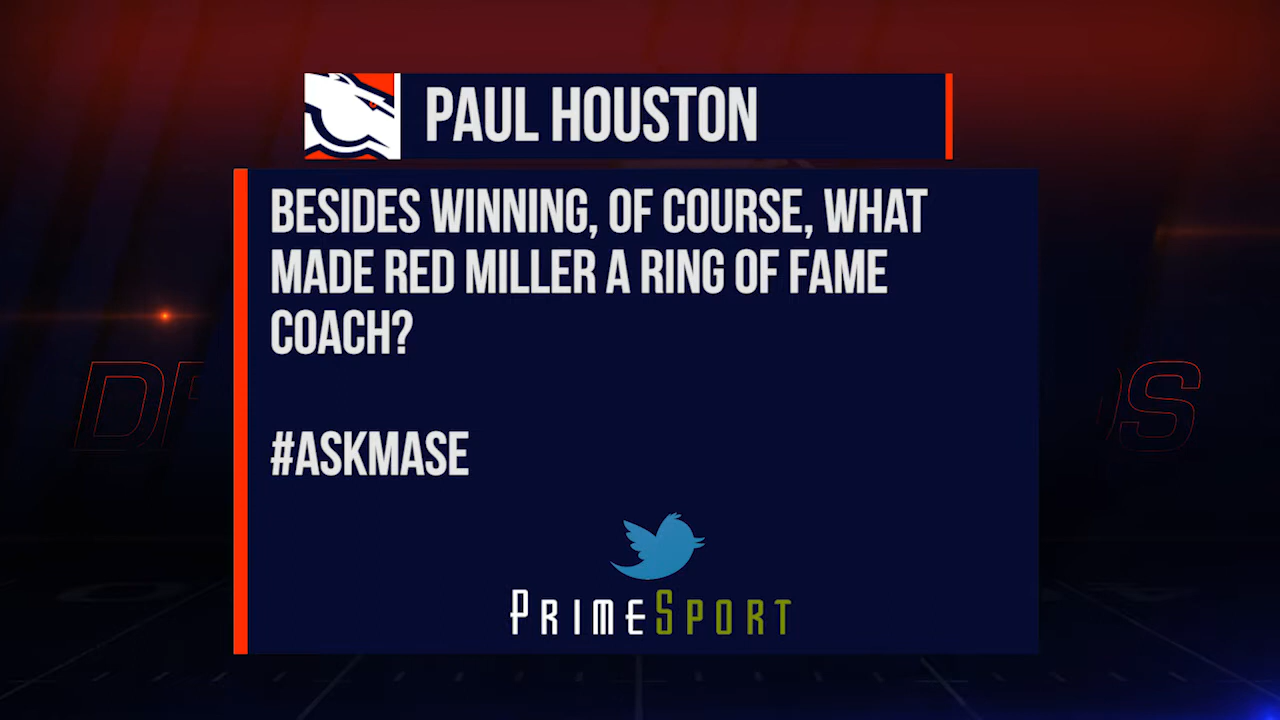 PAUL HOUSTON
BESIDES WINNING, OF COURSE, WHAT
MADE RED MILLER A RING OF FAME
COACH?
#ASKMASE
PRIMESPORT